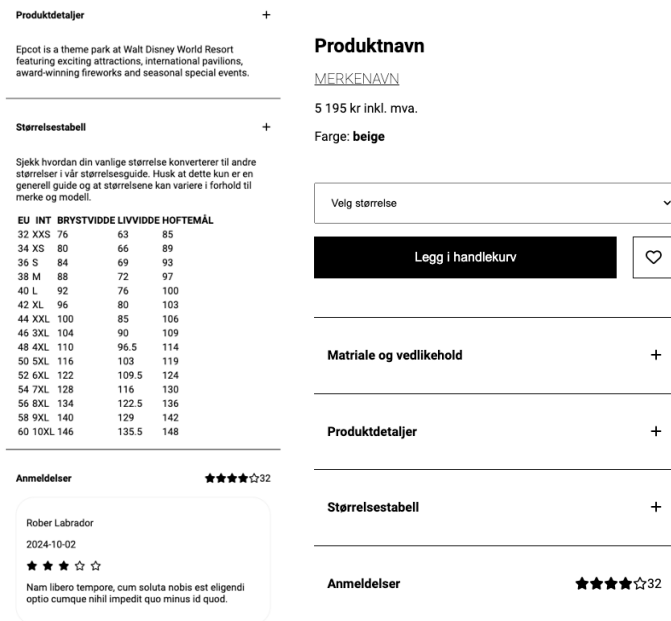 Produktdetaljer +
Epcot is a theme park at Walt Disney World Resort
featuring exciting attractions, international pavilions,
award-winning fireworks and seasonal special events.
Størrelsestabell +
Sjekk hvordan din vanlige størrelse konverterer til andre
størrelser i vår størrelsesguide. Husk at dette kun er en
generell guide og at størrelsene kan variere i forhold til
merke og modell.
EU INT BRYSTVIDDE LIVVIDDE HOFTEMÅL
32 XXS 76 63 85
34 XS 80 66 89
36 S 84 69 93
38 M 88 72 97
40 L 92 76 100
42 XL 96 80 103
44 XXL 100 85 106
46 3XL 104 90 109
48 4XL 110 96.5 114
50 5XL 116 103 119
52 6XL 122 109.5 124
54 7XL 128 116 130
56 8XL 134 122.5 136
58 9XL 140 129 142
60 10XL 146 135.5 148
Anmeldelser ★★★★☆32
Rober Labrador
2024-10-02
★ ★ ★ ☆ ☆
Nam libero tempore, cum soluta nobis est eligendi
optio cumque nihil impedit quo minus id quod.
Produktnavn
MERKENAVN
5 195 kr inkl. mva.
Farge: beige
Velg størrelse
Legg i handlekurv
Matriale og vedlikehold +
Produktdetaljer +
Størrelsestabell +
Anmeldelser ★★★★☆32